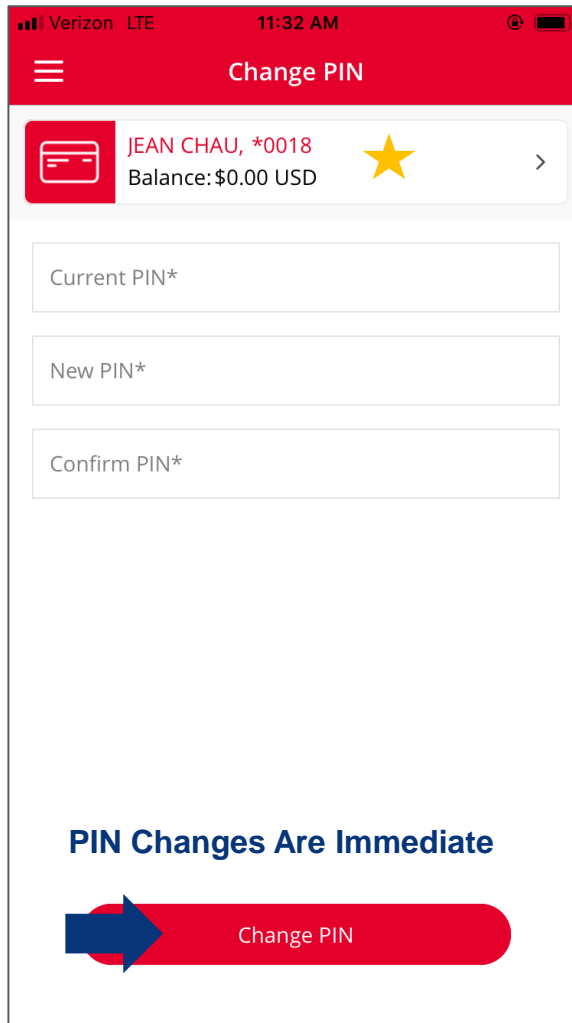 Verizon LTE 11:32 AM
Change PIN
JEAN CHAU, *0018
Balance: $0.00 USD
Current PIN*
New PIN*
Confirm PIN*
PIN Changes Are Immediate
Change PIN